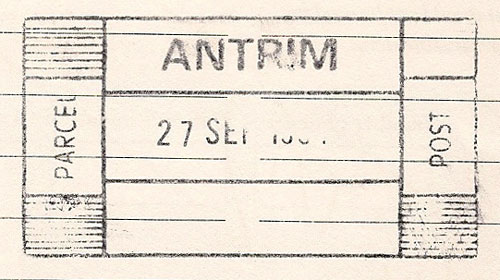 ANTRIM
PARCEL
27 SEP
POST